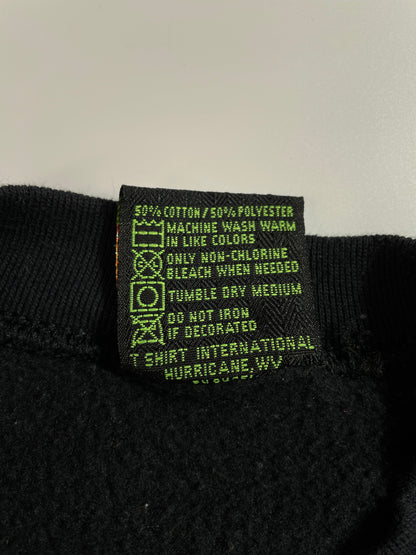 50% COTTON/50% POLYESTER
MACHINE WASH WARM
IN LIKE COLORS
ONLY NON-CHLORINE
BLEACH WHEN NEEDED
TUMBLE DRY MEDIUM
DO NOT IRON
IF DECORATED
T SHIRT INTERNATIONAL
HURRICANE, WV